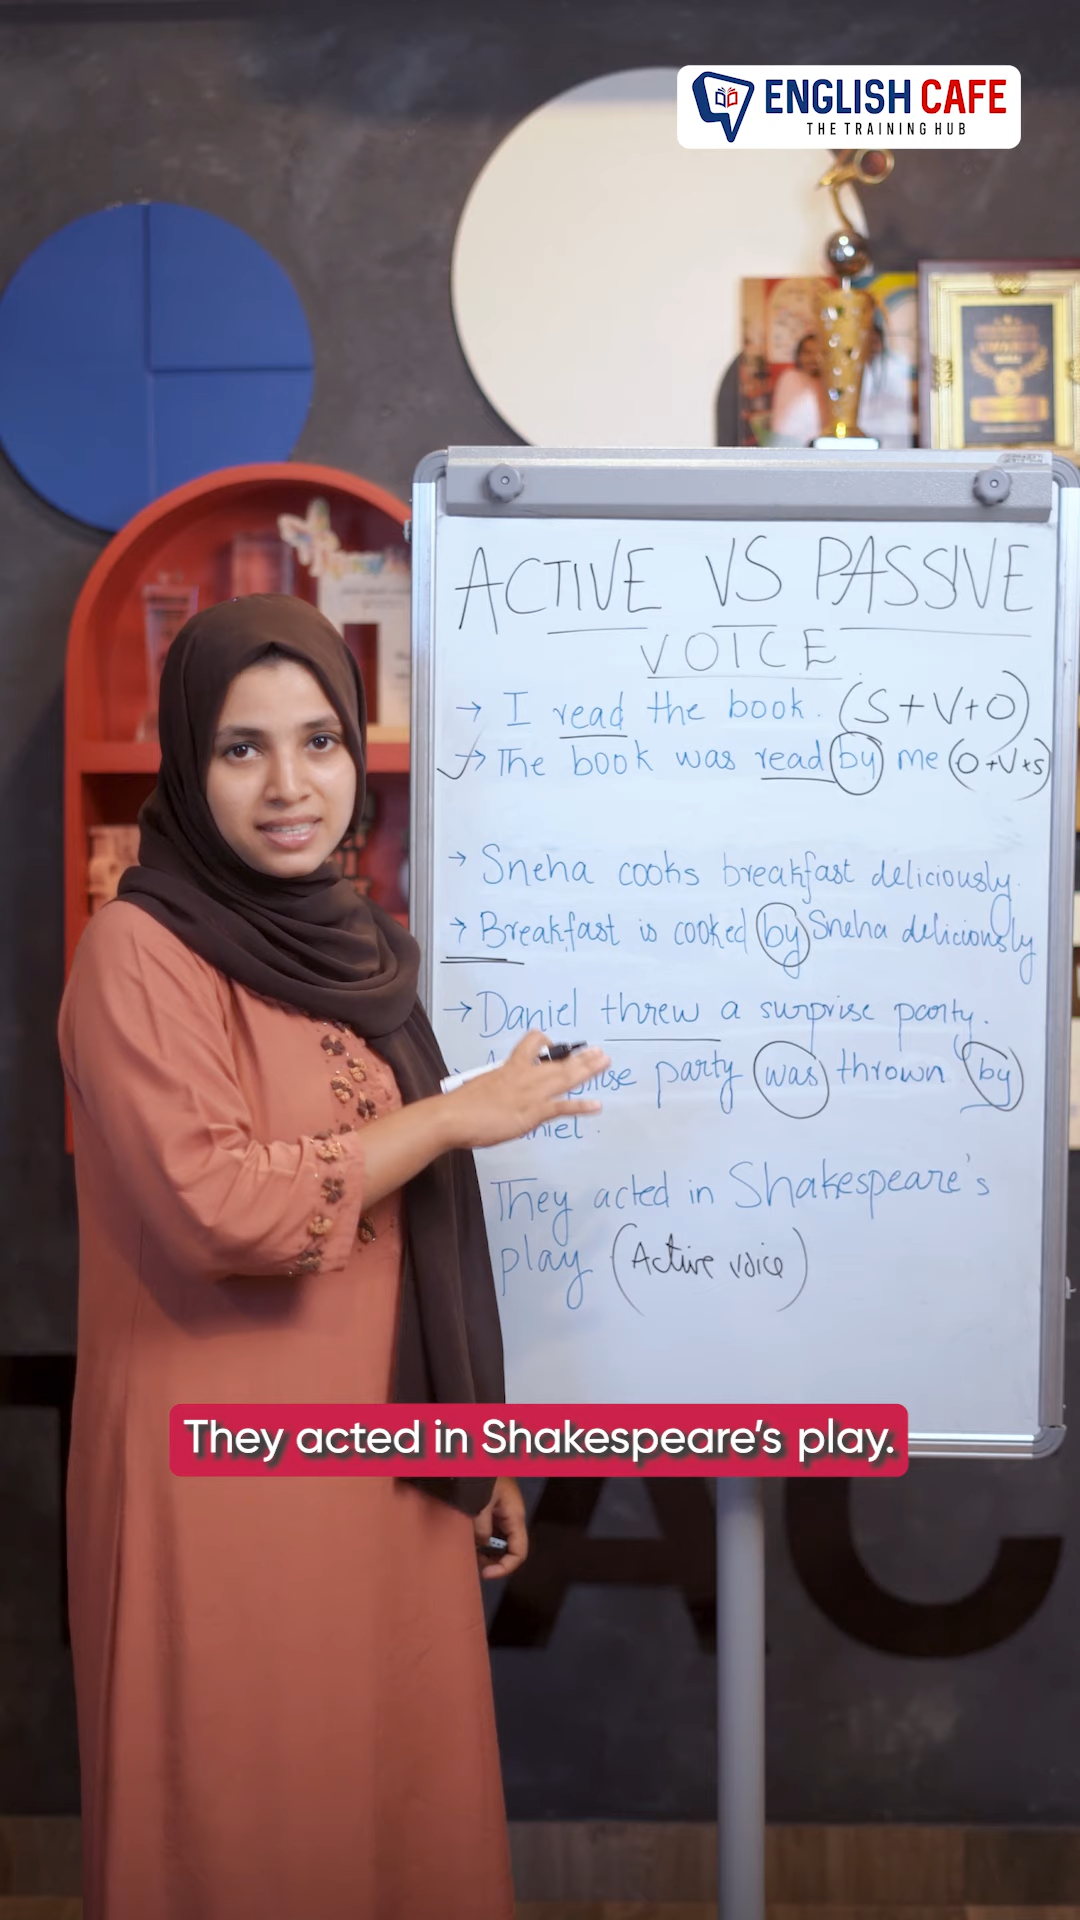 ENGLISH CAFE
THE TRAINING HUB
ACTIVE VS PASSIVE
VOICE
→ I read the book. (S+V+O)
→ The book was read by me (O+V+S)
→ Sneha cooks breakfast deliciously.
→ Breakfast is cooked by Sneha deliciously
→ Daniel threw a surprise party.
party was thrown by
They acted in Shakespeare's
play (Active voice)
They acted in Shakespeare's play.